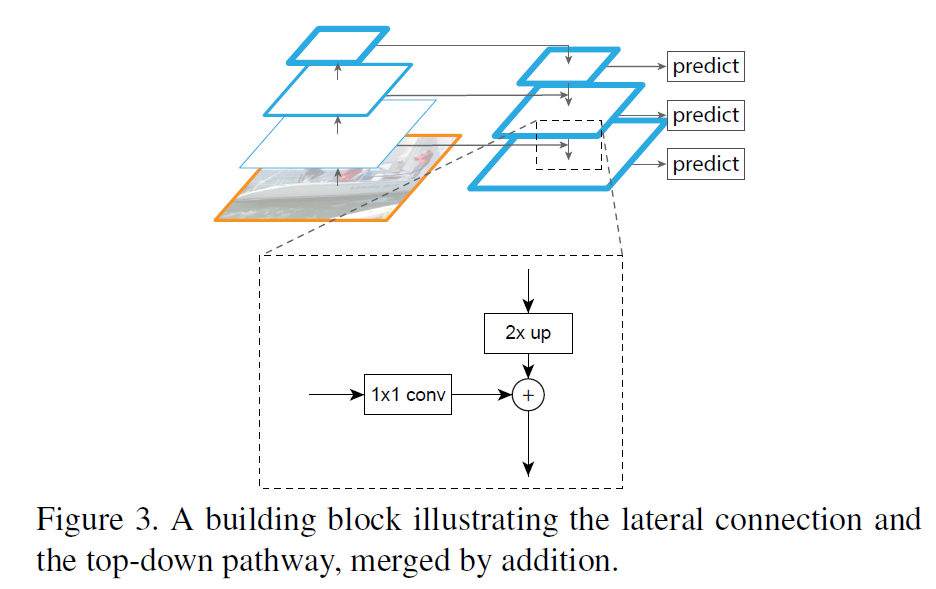 predict
predict
predict
2x up
1x1 conv
+
Figure 3. A building block illustrating the lateral connection and
the top-down pathway, merged by addition.